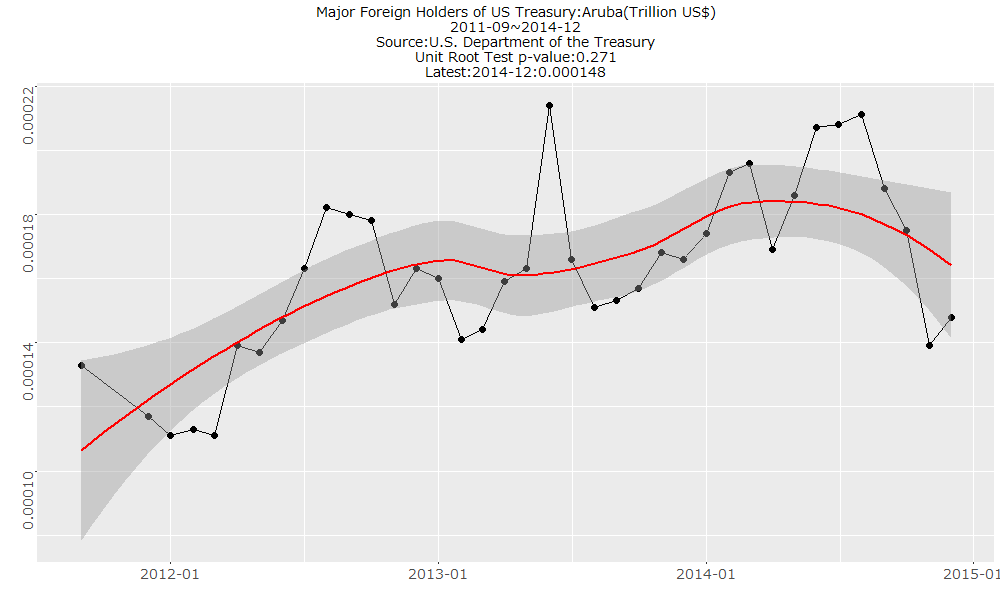 Major Foreign Holders of US Treasury:Aruba(Trillion US$)
2011-09~2014-12
Source:U.S. Department of the Treasury
Unit Root Test p-value:0.271
Latest:2014-12:0.000148
0.00022
0.00018
0.00014
0.00010
2012-01
2013-01
2014-01
2015-01